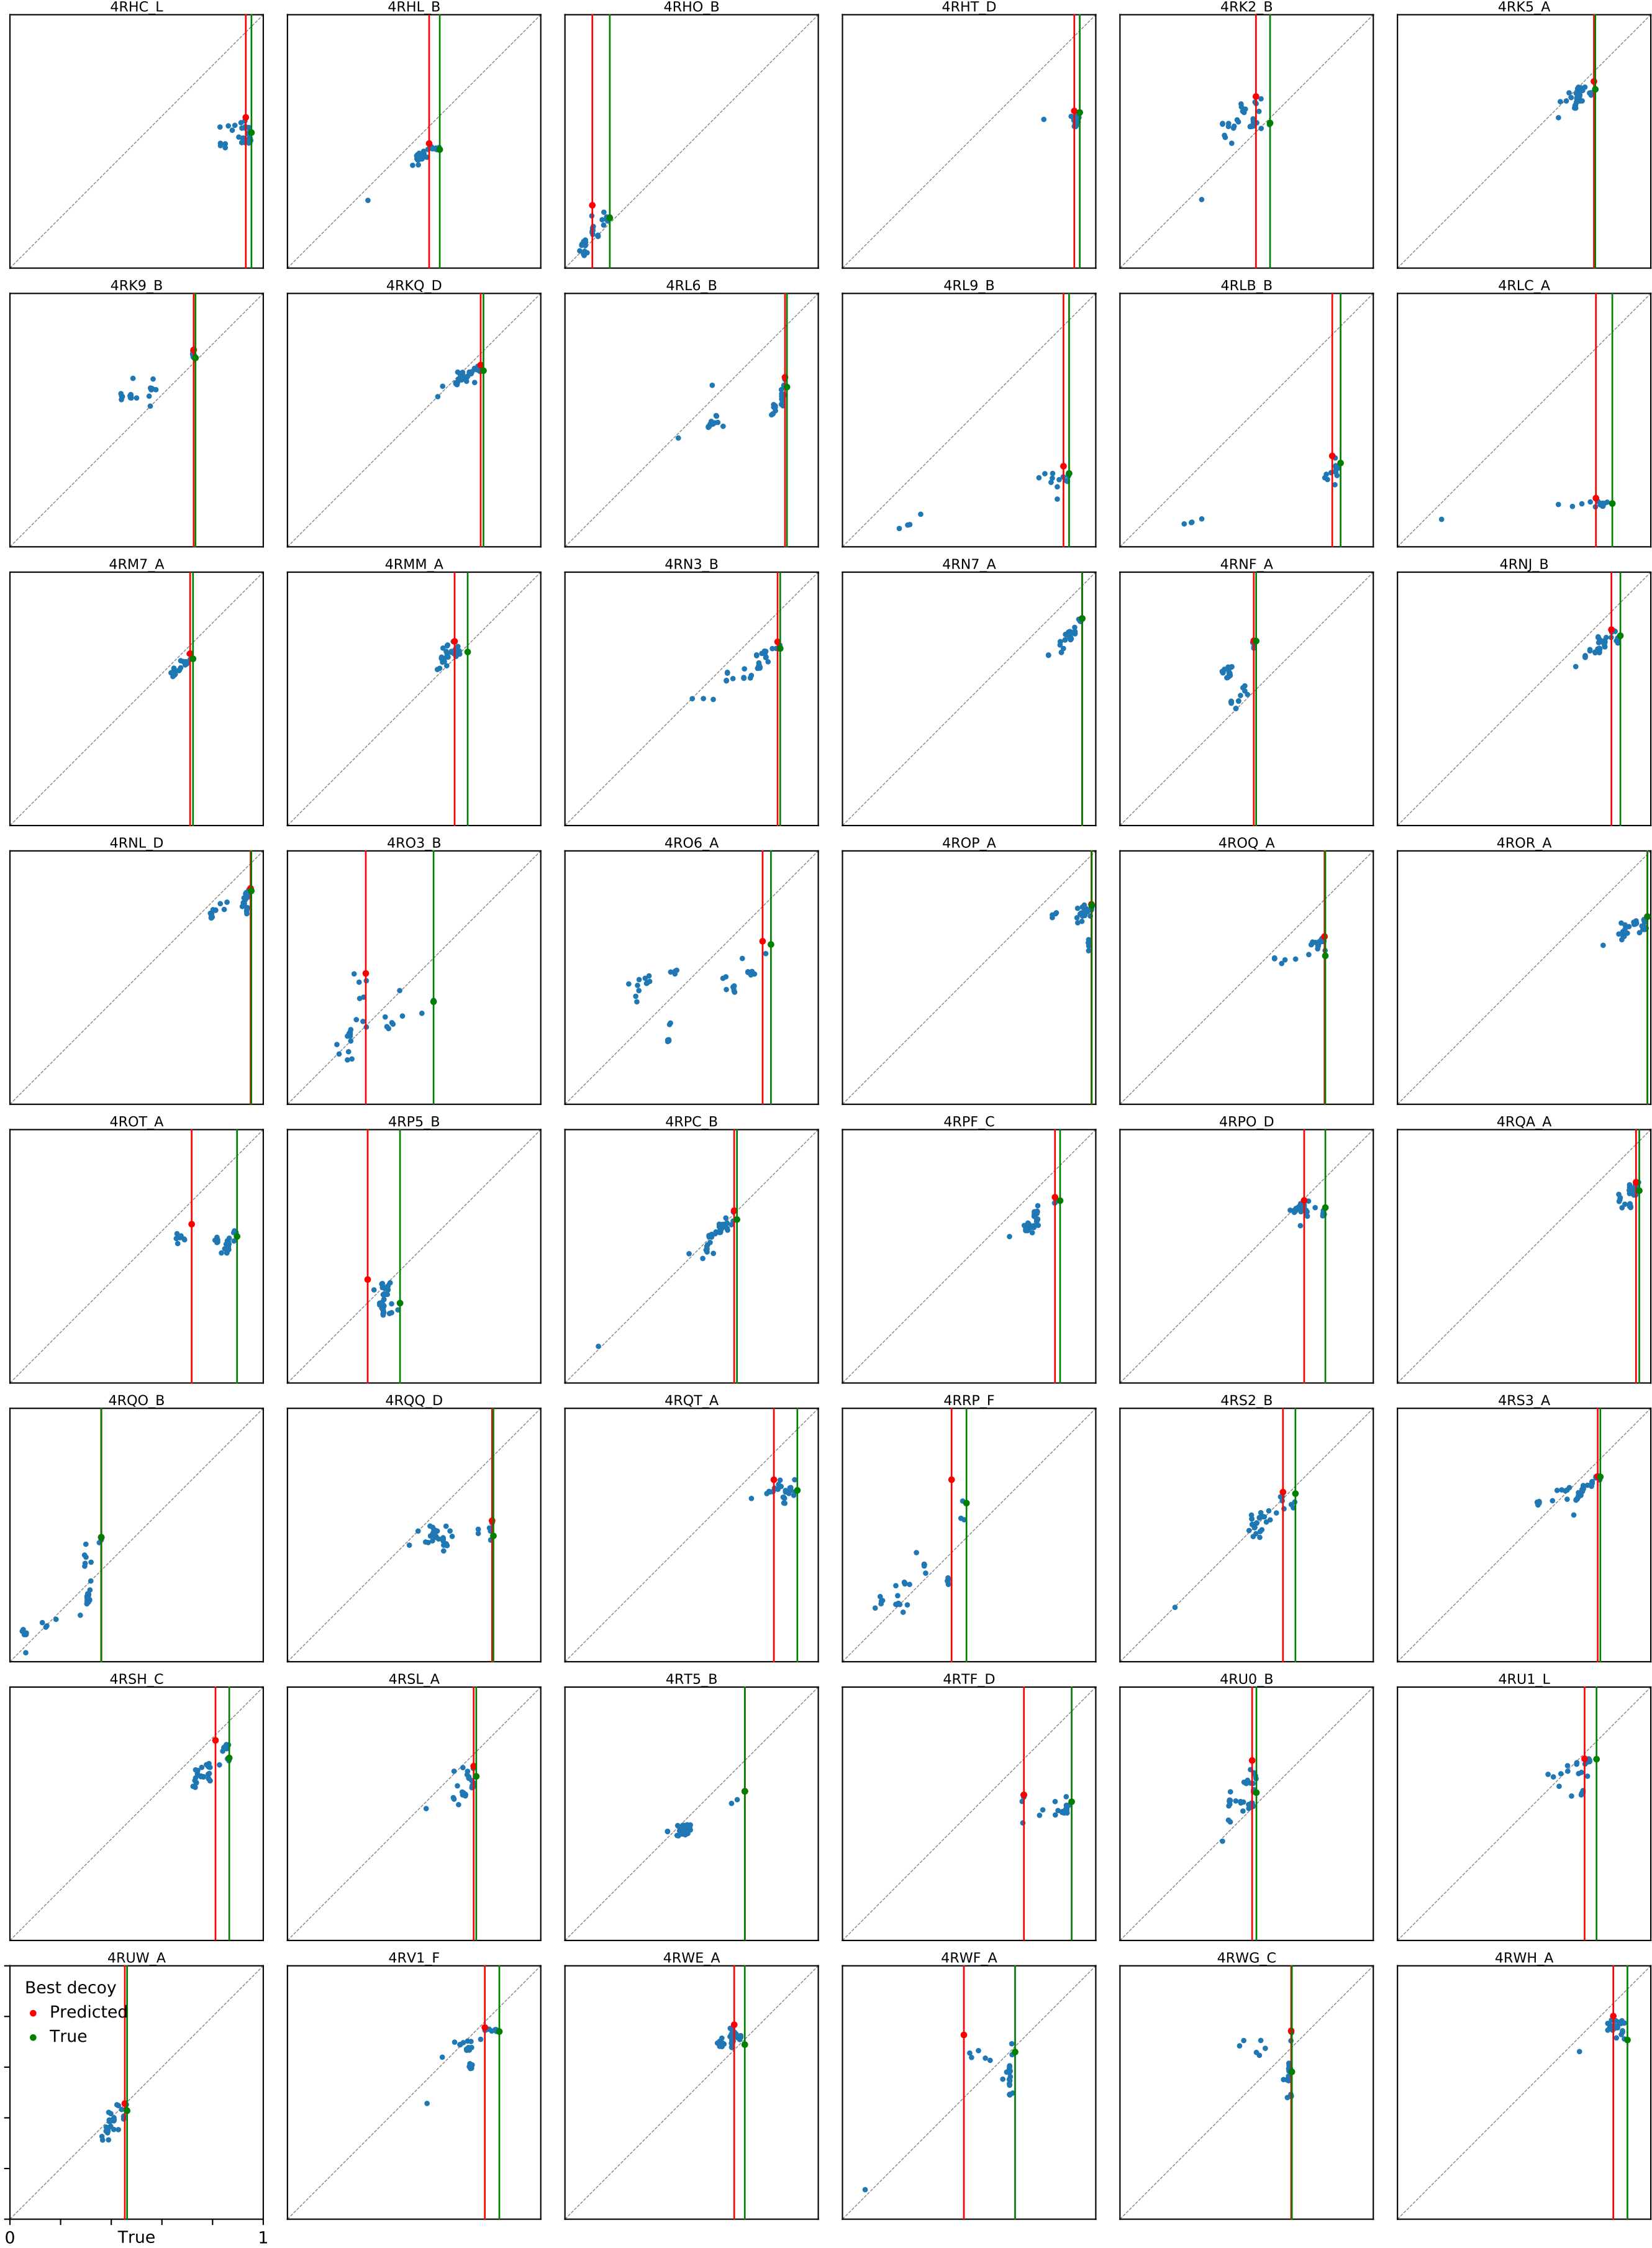 4RHC_L 4RHL_B 4RHO_B 4RHT_D 4RK2_B 4RK5_A
4RK9_B 4RKQ_D 4RL6_B 4RL9_B 4RLB_B 4RLC_A
4RM7_A 4RMM_A 4RN3_B 4RN7_A 4RNF_A 4RNJ_B
4RNL_D 4RO3_B 4RO6_A 4ROP_A 4ROQ_A 4ROR_A
4ROT_A 4RP5_B 4RPC_B 4RPF_C 4RPO_D 4RQA_A
4RQO_B 4RQQ_D 4RQT_A 4RRP_F 4RS2_B 4RS3_A
4RSH_C 4RSL_A 4RT5_B 4RTF_D 4RU0_B 4RU1_L
4RUW_A 4RV1_F 4RWE_A 4RWF_A 4RWG_C 4RWH_A
Best decoy
Predicted
True
0 True 1